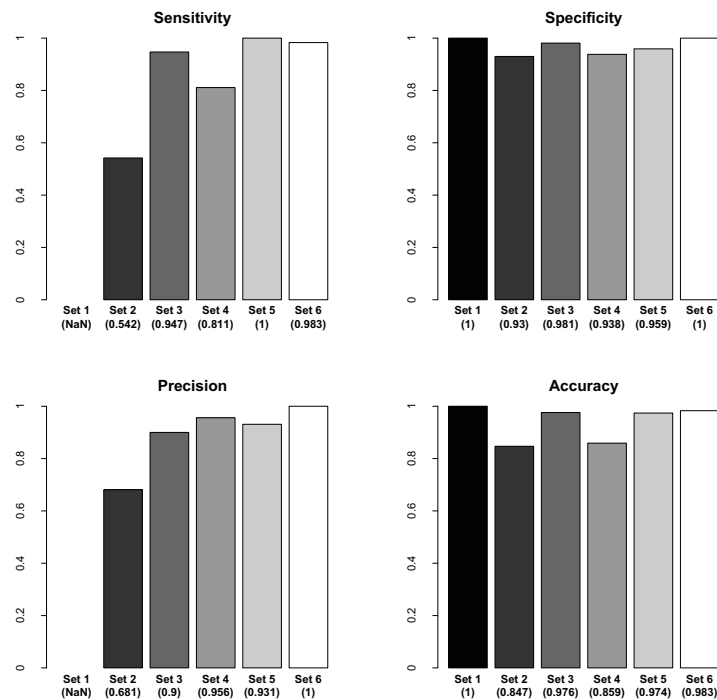 Sensitivity
1
0.8
0.6
0.4
0.2
0
Set 1 Set 2 Set 3 Set 4 Set 5 Set 6
(NaN) (0.542) (0.947) (0.811) (1) (0.983)
Specificity
1
0.8
0.6
0.4
0.2
0
Set 1 Set 2 Set 3 Set 4 Set 5 Set 6
(1) (0.93) (0.981) (0.938) (0.959) (1)
Precision
1
0.8
0.6
0.4
0.2
0
Set 1 Set 2 Set 3 Set 4 Set 5 Set 6
(NaN) (0.681) (0.9) (0.956) (0.931) (1)
Accuracy
1
0.8
0.6
0.4
0.2
0
Set 1 Set 2 Set 3 Set 4 Set 5 Set 6
(1) (0.847) (0.976) (0.859) (0.974) (0.983)